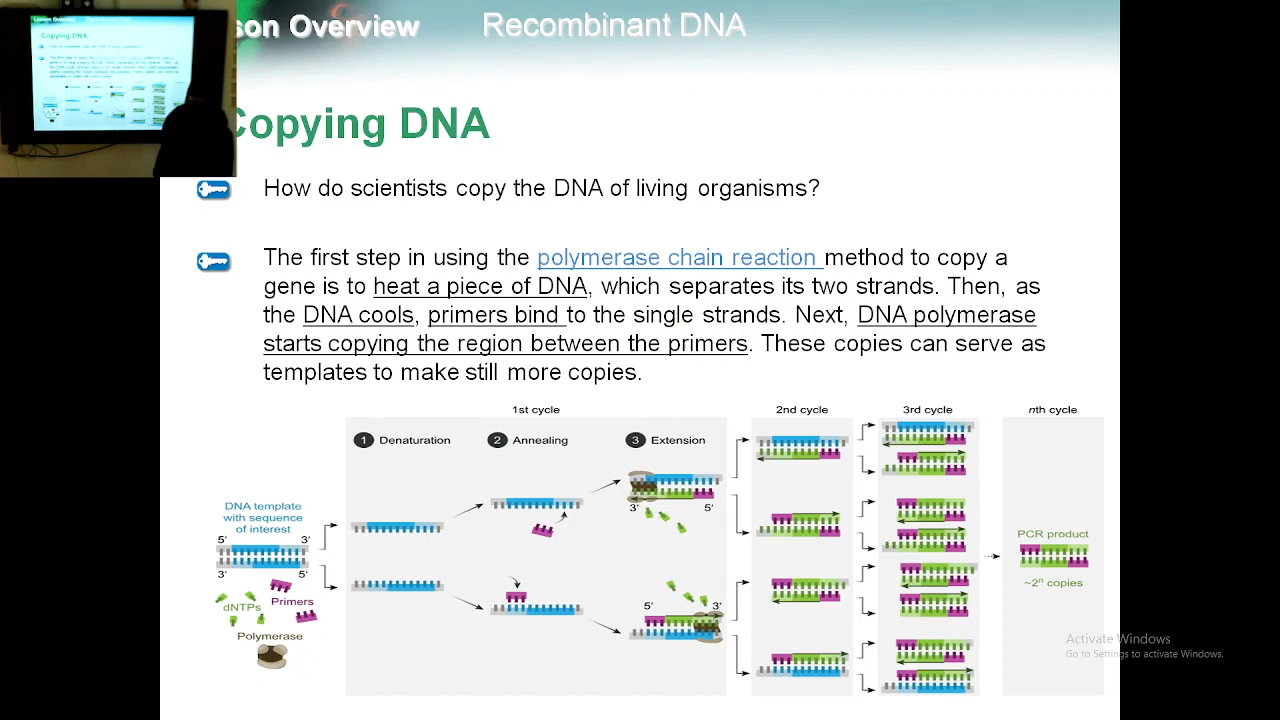 son Overview Recombinant DNA
Copying DNA
How do scientists copy the DNA of living organisms?
The first step in using the polymerase chain reaction method to copy a
gene is to heat a piece of DNA, which separates its two strands. Then, as
the DNA cools, primers bind to the single strands. Next, DNA polymerase
starts copying the region between the primers. These copies can serve as
templates to make still more copies.
1st cycle 2nd cycle 3rd cycle nth cycle
1 Denaturation 2 Annealing 3 Extension
DNA template
with sequence
of interest
5' 3'
3' 5'
dNTPs
Primers
Polymerase
3' 5'
5' 3'
PCR product
~2n copies
Activate Windows
Go to Settings to activate Windows.